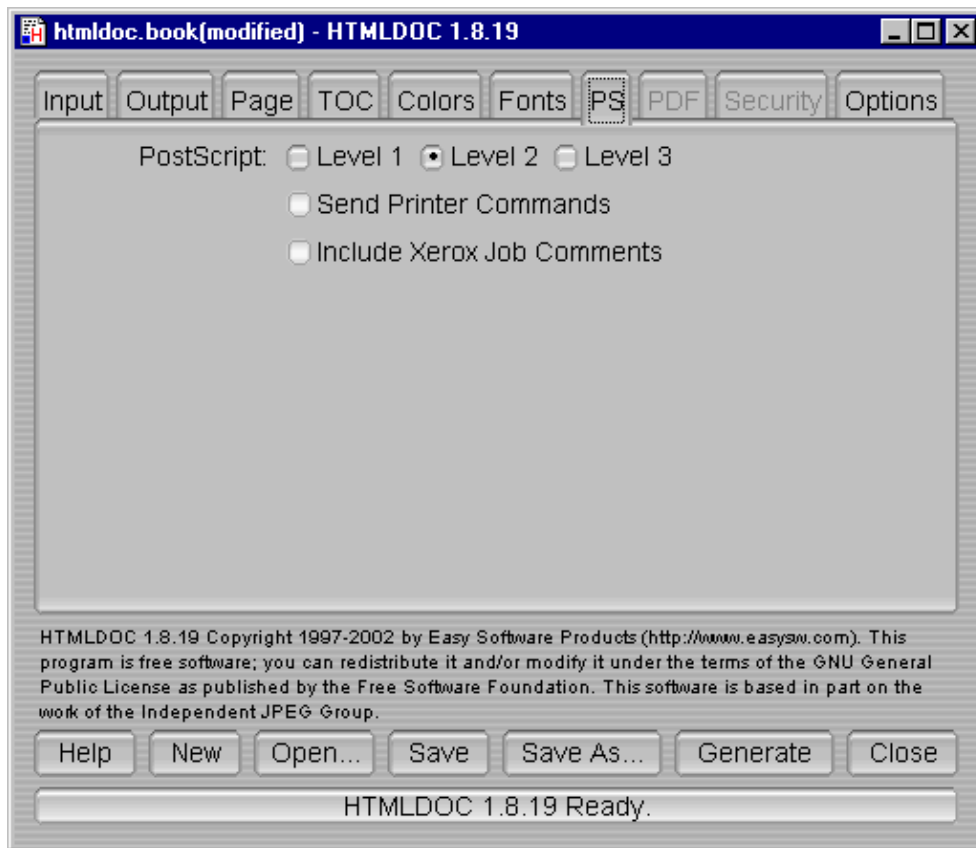 htmldoc.book(modified) - HTMLDOC 1.8.19
Input Output Page TOC Colors Fonts PS PDF Security Options
PostScript: Level 1 Level 2 Level 3
Send Printer Commands
Include Xerox Job Comments
HTMLDOC 1.8.19 Copyright 1997-2002 by Easy Software Products (http://www.easysw.com). This
program is free software; you can redistribute it and/or modify it under the terms of the GNU General
Public License as published by the Free Software Foundation. This software is based in part on the
work of the Independent JPEG Group.
Help New Open... Save Save As... Generate Close
HTMLDOC 1.8.19 Ready.